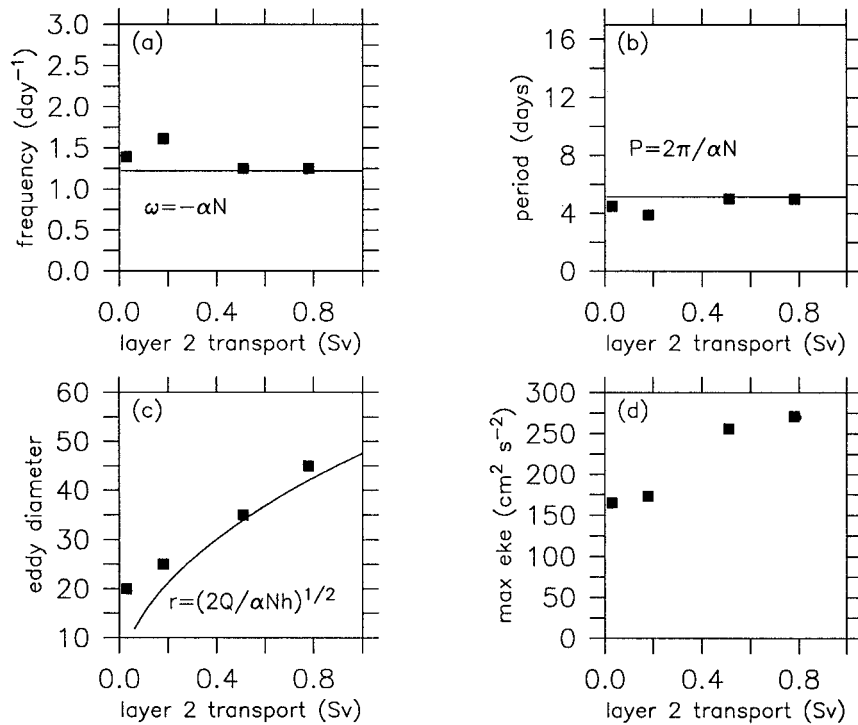 (a)
3.0
2.5
2.0
1.5
1.0
0.5
0.0
frequency (day⁻¹)
ω=−αN
0.0 0.4 0.8
layer 2 transport (Sv)
(b)
16
12
8
4
0
period (days)
P=2π/αN
0.0 0.4 0.8
layer 2 transport (Sv)
(c)
60
50
40
30
20
10
eddy diameter
r=(2Q/αNh)^1/2
0.0 0.4 0.8
layer 2 transport (Sv)
(d)
300
250
200
150
100
50
0
max eke (cm² s⁻²)
0.0 0.4 0.8
layer 2 transport (Sv)